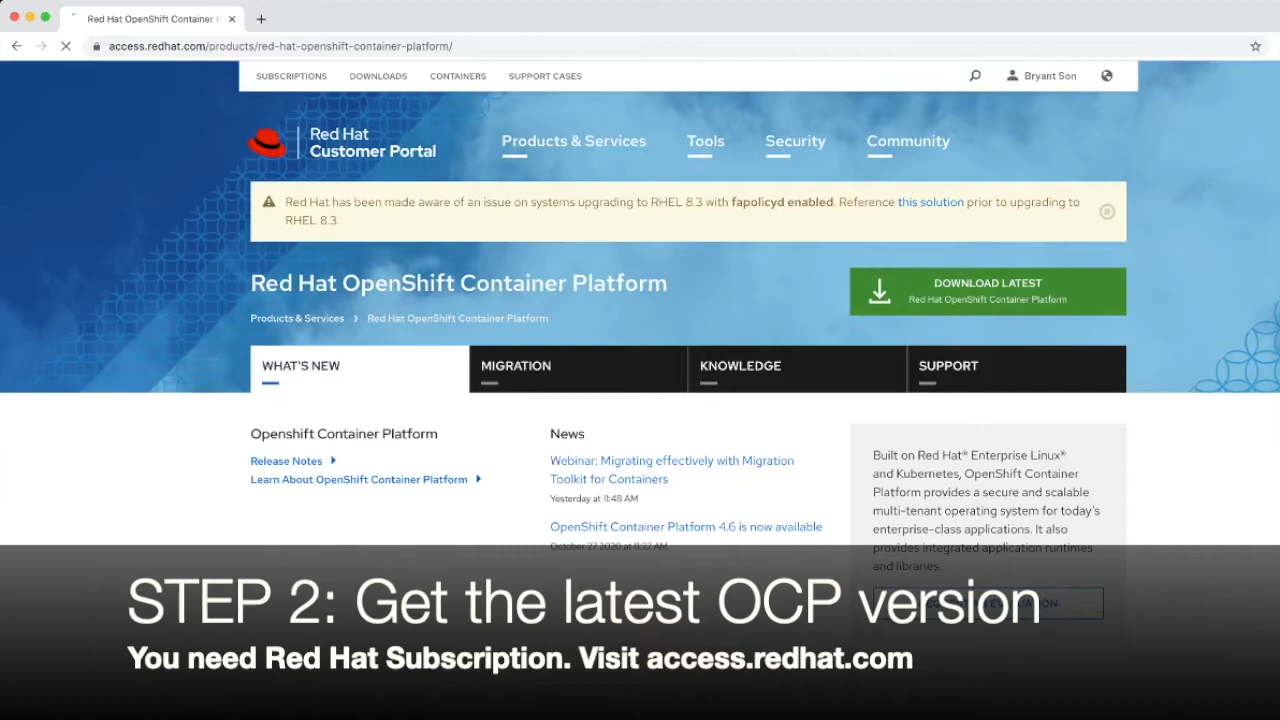 Red Hat OpenShift Container P
access.redhat.com/products/red-hat-openshift-container-platform/
SUBSCRIPTIONS DOWNLOADS CONTAINERS SUPPORT CASES Bryant Son
Red Hat
Customer Portal
Products & Services Tools Security Community
Red Hat has been made aware of an issue on systems upgrading to RHEL 8.3 with fapolicyd enabled. Reference this solution prior to upgrading to
RHEL 8.3.
Red Hat OpenShift Container Platform
DOWNLOAD LATEST
Red Hat OpenShift Container Platform
Products & Services Red Hat OpenShift Container Platform
WHAT'S NEW MIGRATION KNOWLEDGE SUPPORT
Openshift Container Platform
Release Notes
Learn About OpenShift Container Platform
News
Webinar: Migrating effectively with Migration
Toolkit for Containers
Yesterday at 11:48 AM
OpenShift Container Platform 4.6 is now available
October 27 2020 at 11:27 AM
Built on Red Hat® Enterprise Linux®
and Kubernetes, OpenShift Container
Platform provides a secure and scalable
multi-tenant operating system for today's
enterprise-class applications. It also
provides integrated application runtimes
and libraries.
STEP 2: Get the latest OCP version
You need Red Hat Subscription. Visit access.redhat.com